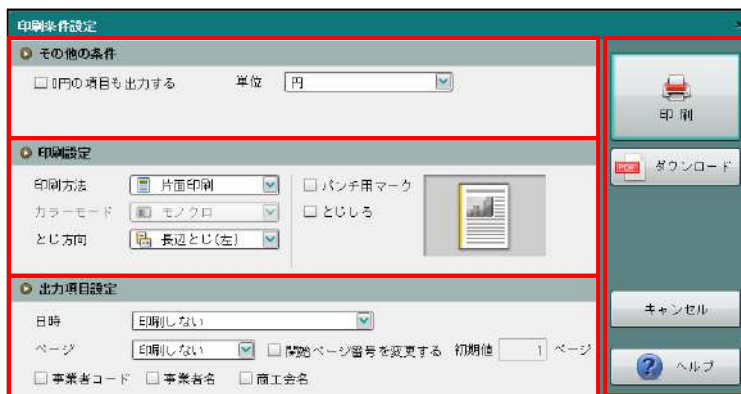 印刷条件設定
その他の条件
0円の項目も出力する 単位 円
印刷設定
印刷方法 片面印刷 パンチ用マーク
カラーモード モノクロ とじしろ
とじ方向 長辺とじ(左)
出力項目設定
日時 印刷しない
ページ 印刷しない 開始ページ番号を変更する 初期値 1 ページ
事業者コード 事業者名 商工会名
印刷
PDF ダウンロード
キャンセル
? ヘルプ